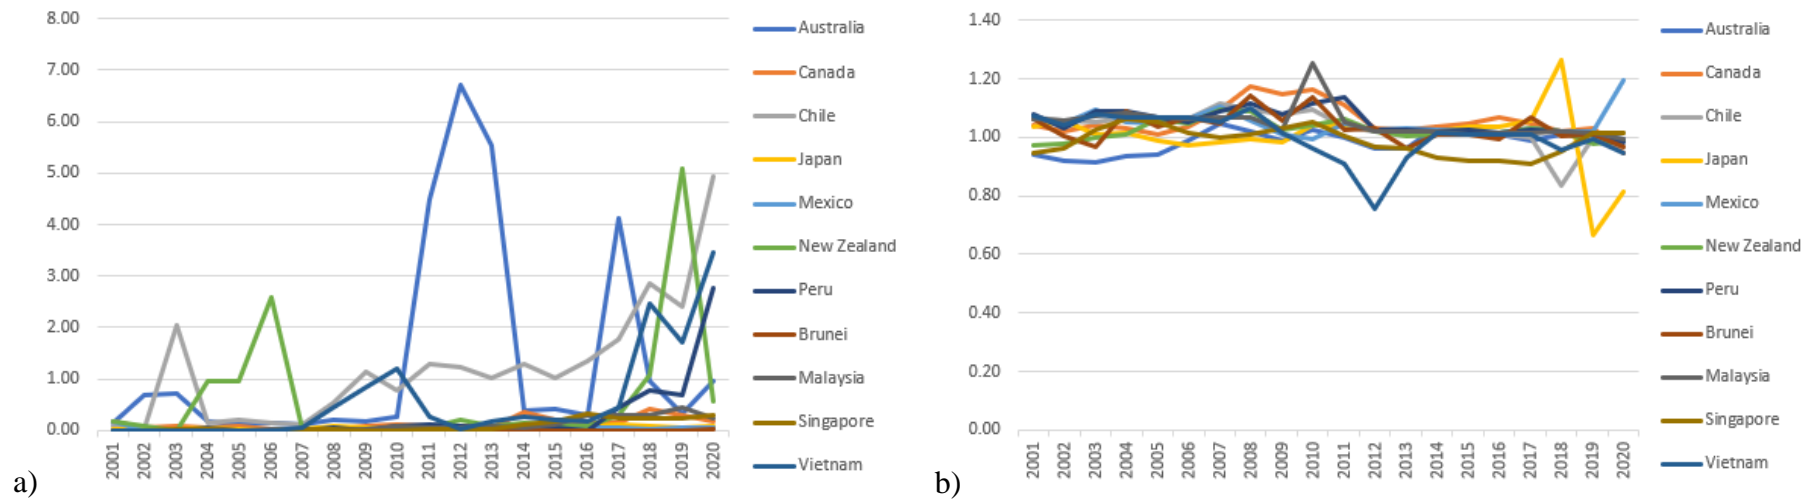 8.00
7.00
6.00
5.00
4.00
3.00
2.00
1.00
0.00
2001 2002 2003 2004 2005 2006 2007 2008 2009 2010 2011 2012 2013 2014 2015 2016 2017 2018 2019 2020
Australia
Canada
Chile
Japan
Mexico
New Zealand
Peru
Brunei
Malaysia
Singapore
Vietnam
a)
1.40
1.20
1.00
0.80
0.60
0.40
0.20
0.00
2001 2002 2003 2004 2005 2006 2007 2008 2009 2010 2011 2012 2013 2014 2015 2016 2017 2018 2019 2020
Australia
Canada
Chile
Japan
Mexico
New Zealand
Peru
Brunei
Malaysia
Singapore
Vietnam
b)